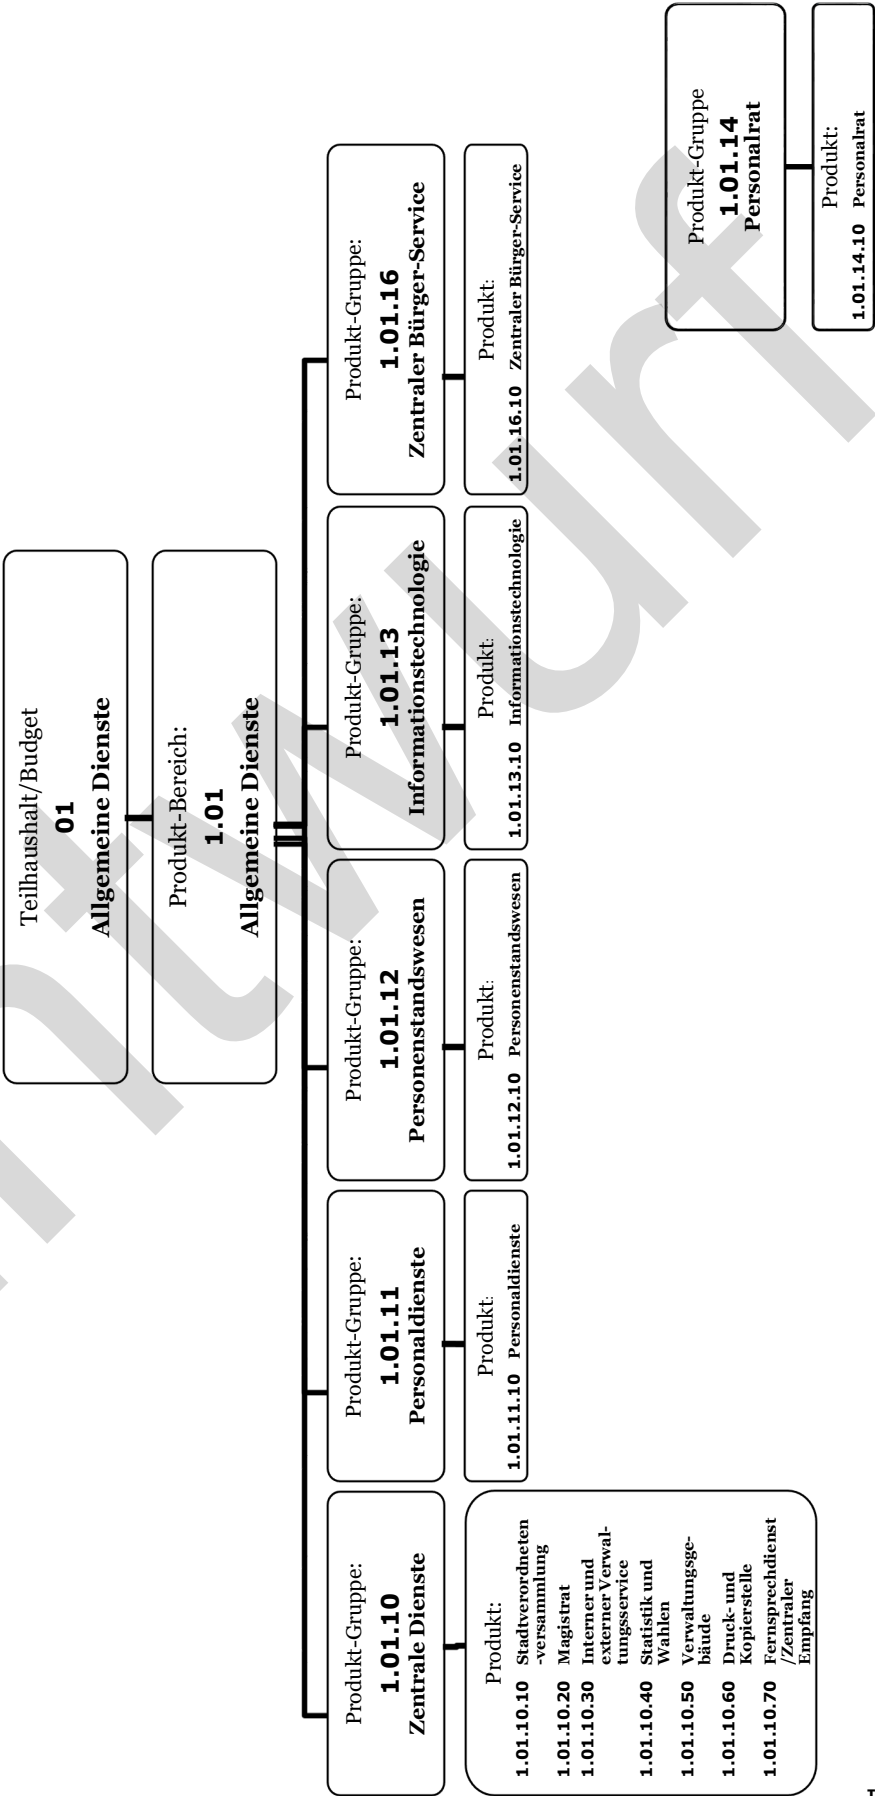 Teilhaushalt/Budget
01
Allgemeine Dienste
Produkt-Bereich:
1.01
Allgemeine Dienste
Produkt-Gruppe:
1.01.10
Zentrale Dienste
Produkt:
1.01.10.10 Stadtverordneten
-versammlung
1.01.10.20 Magistrat
1.01.10.30 Interner und
externer Verwal-
tungsservice
1.01.10.40 Statistik und
Wahlen
1.01.10.50 Verwaltungsge-
bäude
1.01.10.60 Druck- und
Kopierstelle
1.01.10.70 Fernsprechdienst
/Zentraler
Empfang
Produkt-Gruppe:
1.01.11
Personaldienste
Produkt:
1.01.11.10 Personaldienste
Produkt-Gruppe:
1.01.12
Personenstandswesen
Produkt:
1.01.12.10 Personenstandswesen
Produkt-Gruppe:
1.01.13
Informationstechnologie
Produkt:
1.01.13.10 Informationstechnologie
Produkt-Gruppe:
1.01.16
Zentraler Bürger-Service
Produkt:
1.01.16.10 Zentraler Bürger-Service
Produkt-Gruppe
1.01.14
Personalrat
Produkt:
1.01.14.10 Personalrat
ntwurf